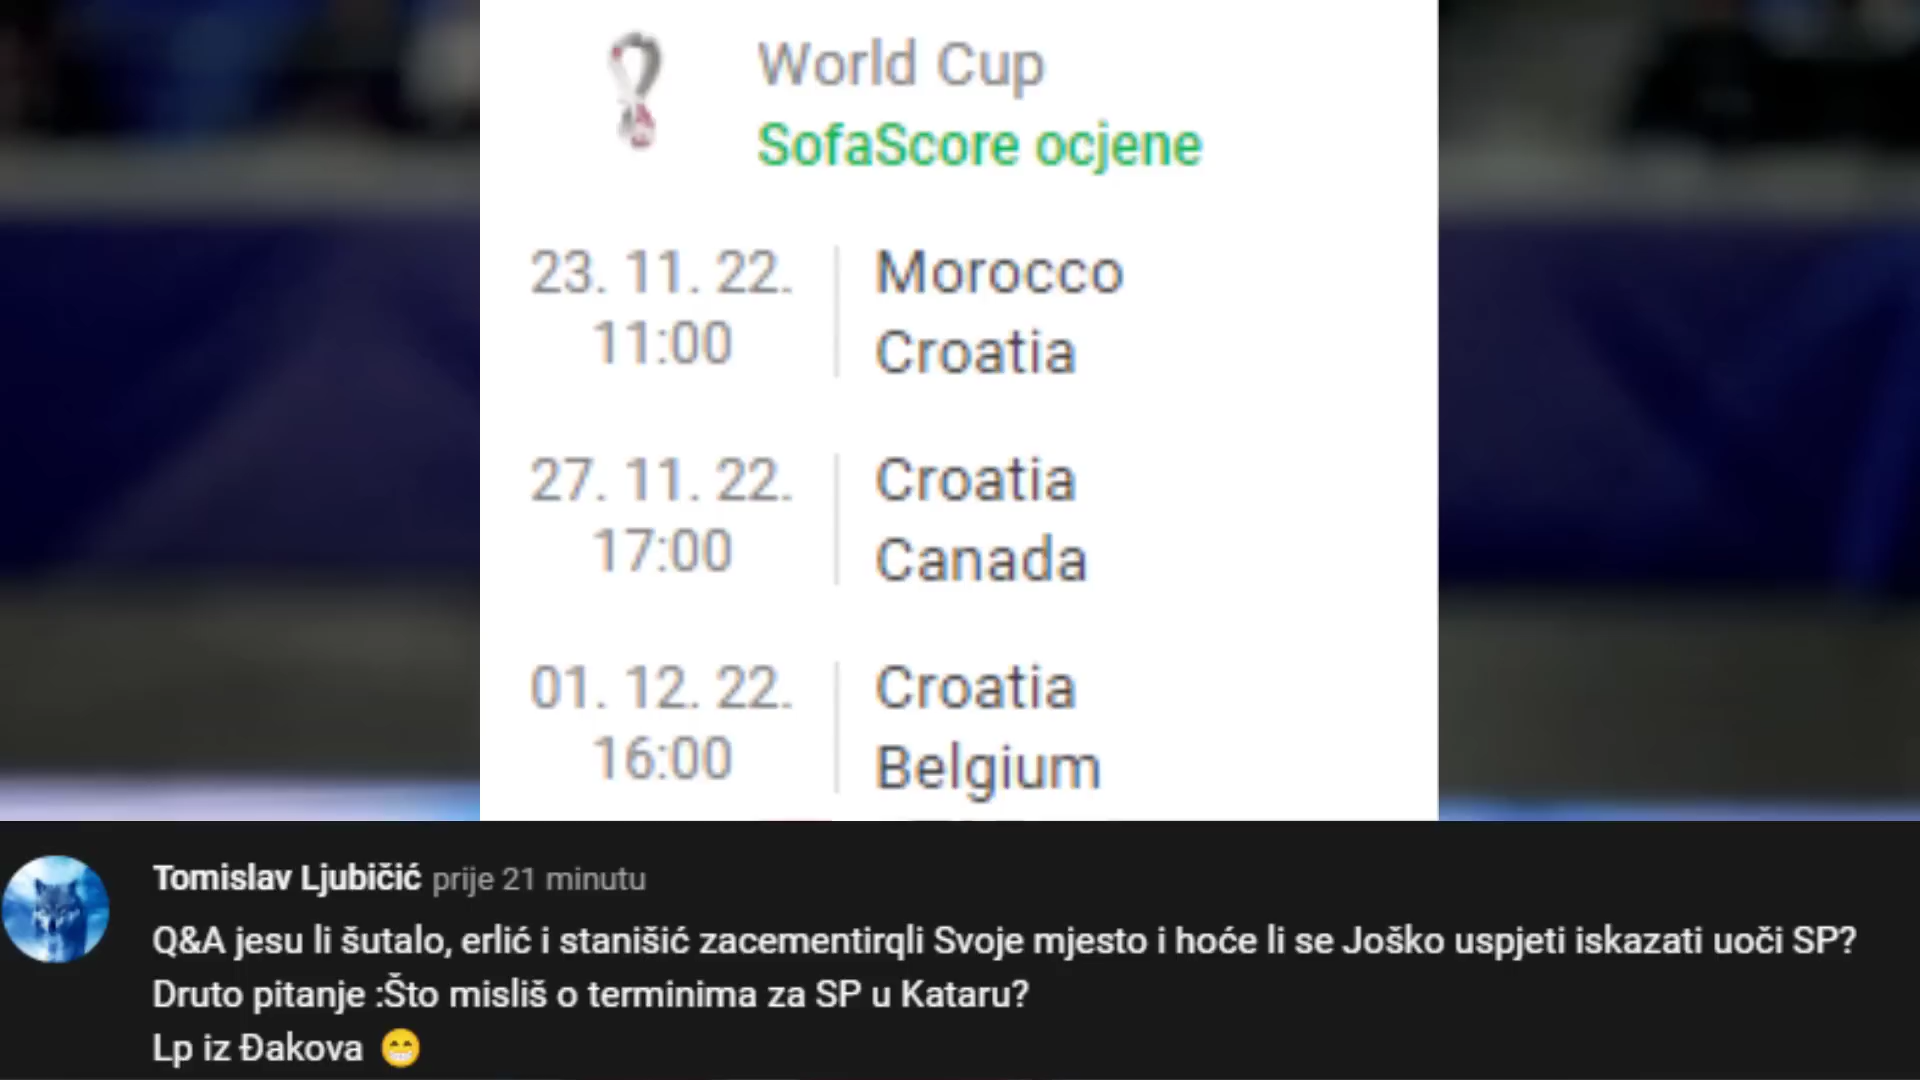 World Cup
SofaScore ocjene
23. 11. 22.
11:00
Morocco
Croatia
27. 11. 22.
17:00
Croatia
Canada
01. 12. 22.
16:00
Croatia
Belgium
Tomislav Ljubičić prije 21 minutu
Q&A jesu li šutalo, erlić i stanišić zacementirqli Svoje mjesto i hoće li se Joško uspjeti iskazati uoči SP?
Druto pitanje :Što misliš o terminima za SP u Kataru?
Lp iz Đakova 😁